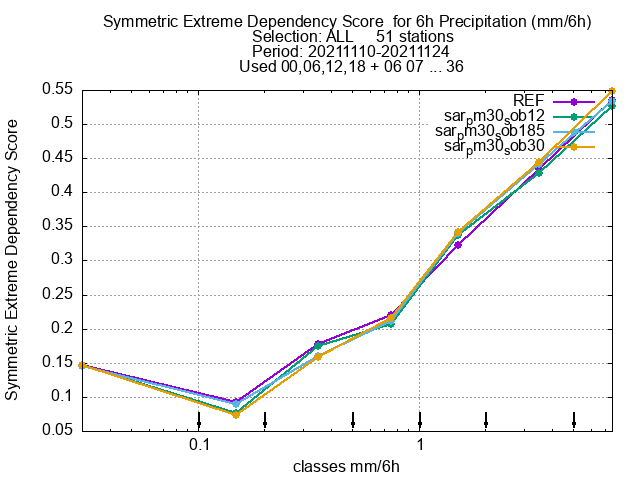 Symmetric Extreme Dependency Score  for 6h Precipitation (mm/6h)
Selection: ALL     51 stations
Period: 20211110-20211124
Used 00,06,12,18 + 06 07 ... 36
REF
sar_pm30_sob12
sar_pm30_sob185
sar_pm30_sob30
Symmetric Extreme Dependency Score
0.55
0.5
0.45
0.4
0.35
0.3
0.25
0.2
0.15
0.1
0.05
0.1
1
classes mm/6h